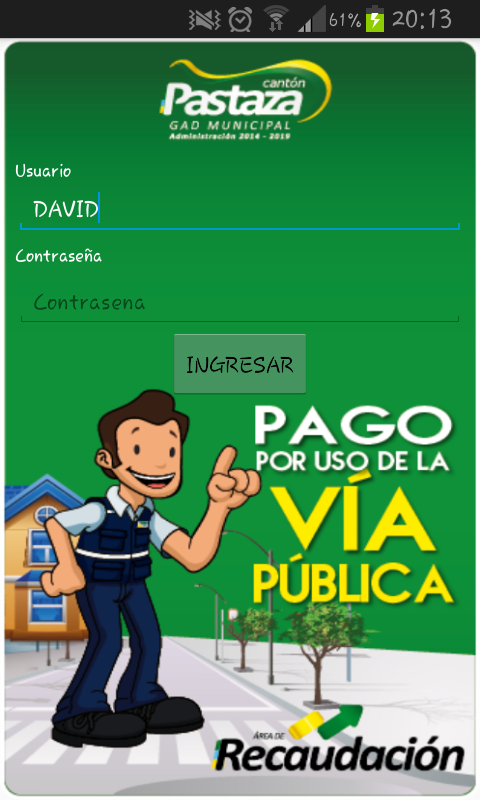 61% 20:13
cantón
Pastaza
GAD MUNICIPAL
Administración 2014 - 2019
Usuario
DAVID
Contraseña
Contrasena
INGRESAR
PAGO
POR USO DE LA
VÍA
PÚBLICA
ÁREA DE
Recaudación